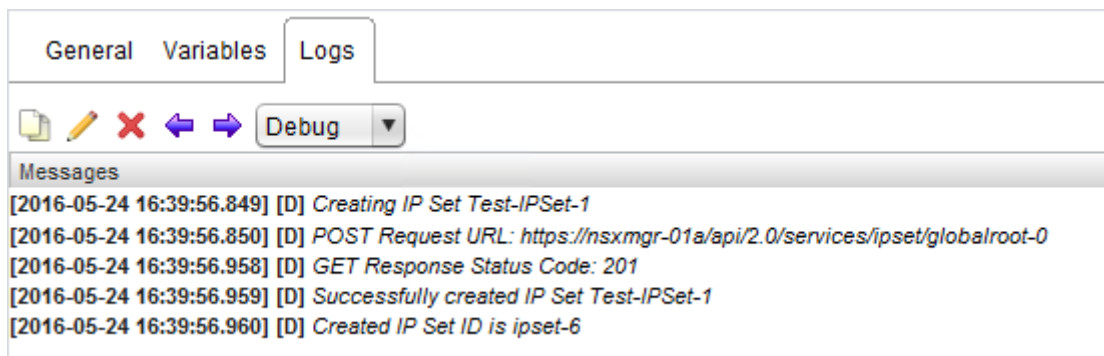 General Variables Logs
Debug
Messages
[2016-05-24 16:39:56.849] [D] Creating IP Set Test-IPSet-1
[2016-05-24 16:39:56.850] [D] POST Request URL: https://nsxmgr-01a/api/2.0/services/ipset/globalroot-0
[2016-05-24 16:39:56.958] [D] GET Response Status Code: 201
[2016-05-24 16:39:56.959] [D] Successfully created IP Set Test-IPSet-1
[2016-05-24 16:39:56.960] [D] Created IP Set ID is ipset-6